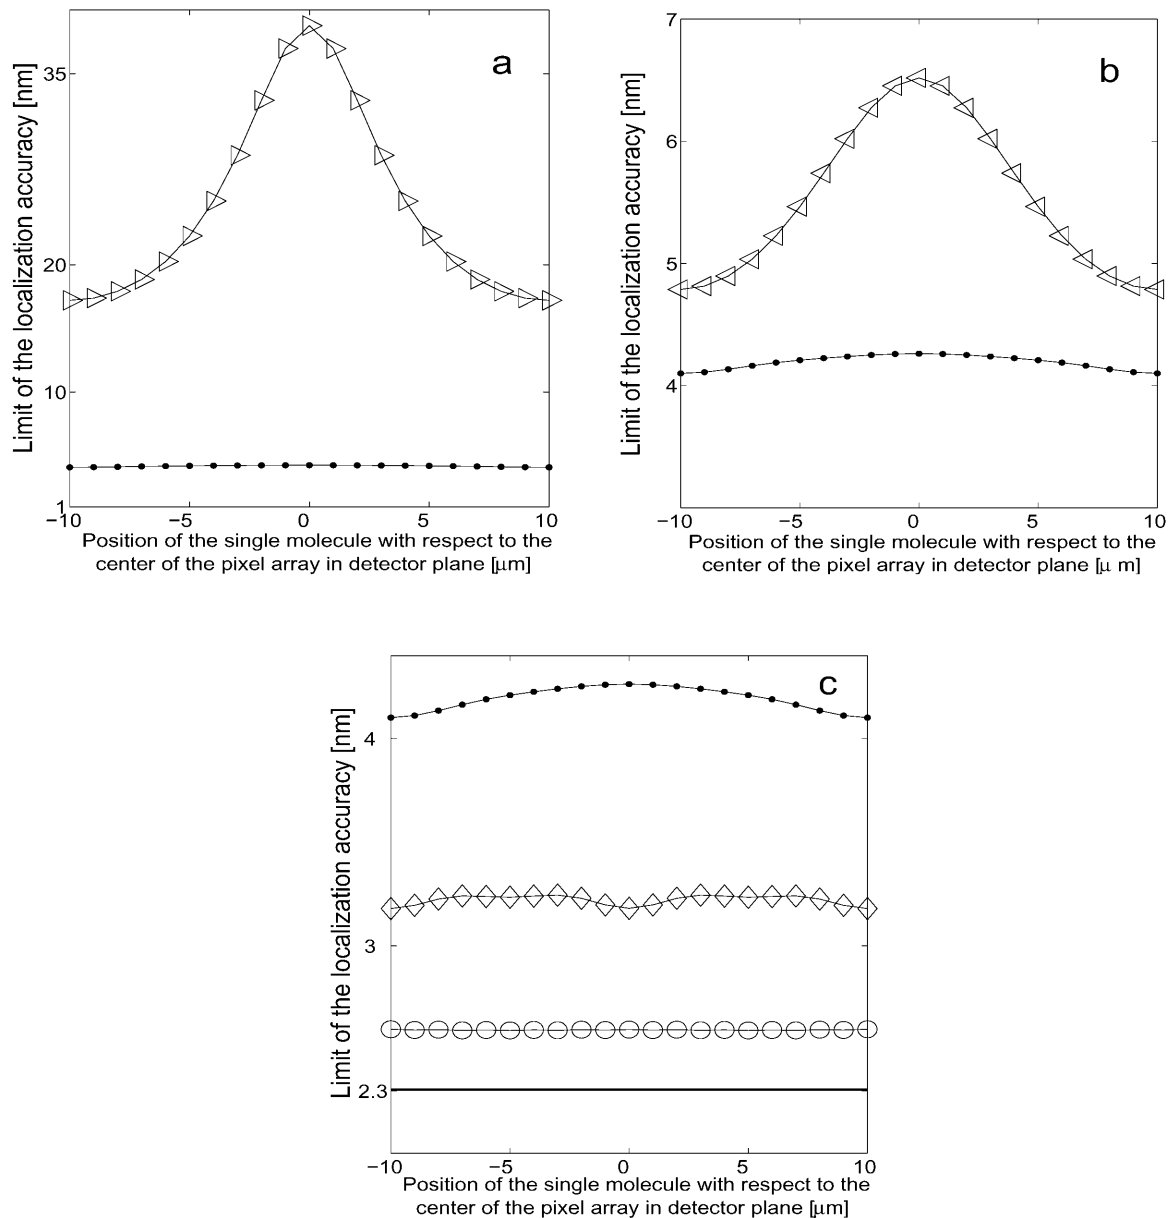 a
Limit of the localization accuracy [nm]
35
20
10
1
−10
−5
0
5
10
Position of the single molecule with respect to the
center of the pixel array in detector plane [μm]
b
Limit of the localization accuracy [nm]
7
6
5
4
−10
−5
0
5
10
Position of the single molecule with respect to
center of the pixel array in detector plane [μ m]
c
Limit of the localization accuracy [nm]
4
3
2.3
−10
−5
0
5
10
Position of the single molecule with respect to the
center of the pixel array in detector plane [μm]